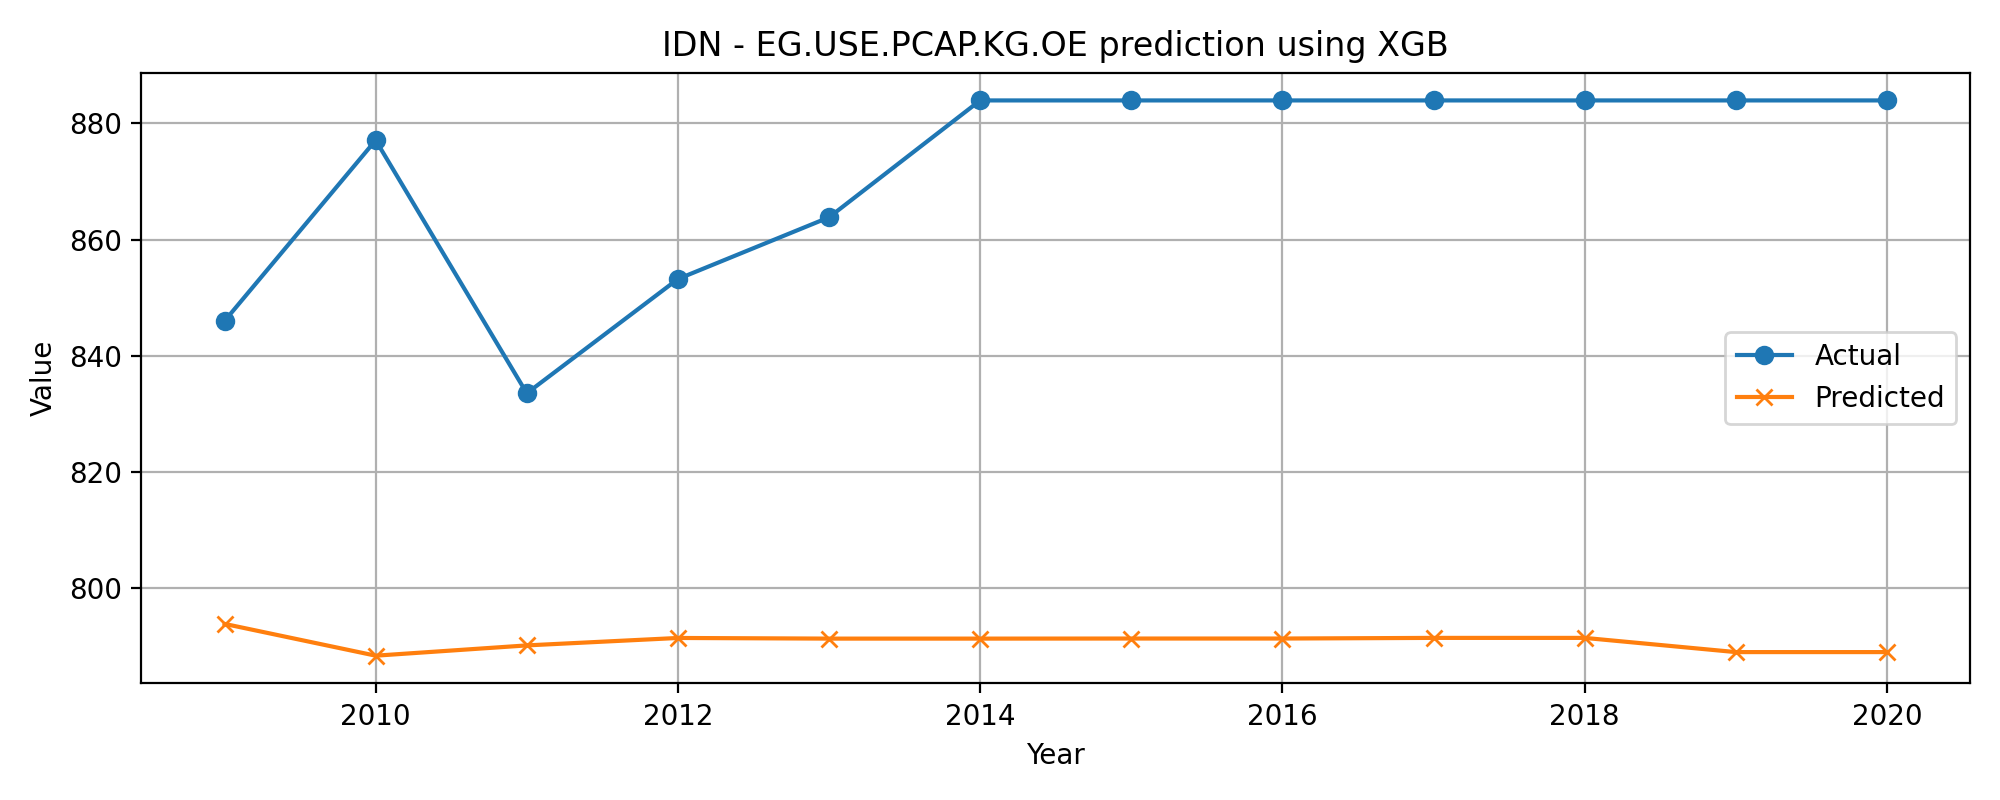 IDN - EG.USE.PCAP.KG.OE prediction using XGB
880
860
840
820
800
Value
Actual
Predicted
2010 2012 2014 2016 2018 2020
Year